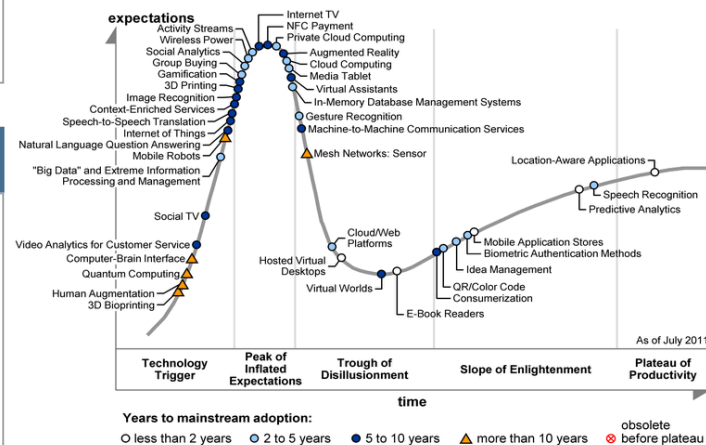 expectations
Activity Streams
Wireless Power
Social Analytics
Group Buying
Gamification
3D Printing
Image Recognition
Context-Enriched Services
Speech-to-Speech Translation
Internet of Things
Natural Language Question Answering
Mobile Robots
"Big Data" and Extreme Information
Processing and Management
Social TV
Video Analytics for Customer Service
Computer-Brain Interface
Quantum Computing
Human Augmentation
3D Bioprinting
Internet TV
NFC Payment
Private Cloud Computing
Augmented Reality
Cloud Computing
Media Tablet
Virtual Assistants
In-Memory Database Management Systems
Gesture Recognition
Machine-to-Machine Communication Services
Mesh Networks: Sensor
Cloud/Web
Platforms
Hosted Virtual
Desktops
Virtual Worlds
E-Book Readers
Location-Aware Applications
Speech Recognition
Predictive Analytics
Mobile Application Stores
Biometric Authentication Methods
Idea Management
QR/Color Code
Consumerization
As of July 2011
Technology
Trigger
Peak of
Inflated
Expectations
Trough of
Disillusionment
Slope of Enlightenment
Plateau of
Productivity
time
Years to mainstream adoption:
less than 2 years
2 to 5 years
5 to 10 years
more than 10 years
obsolete
before plateau